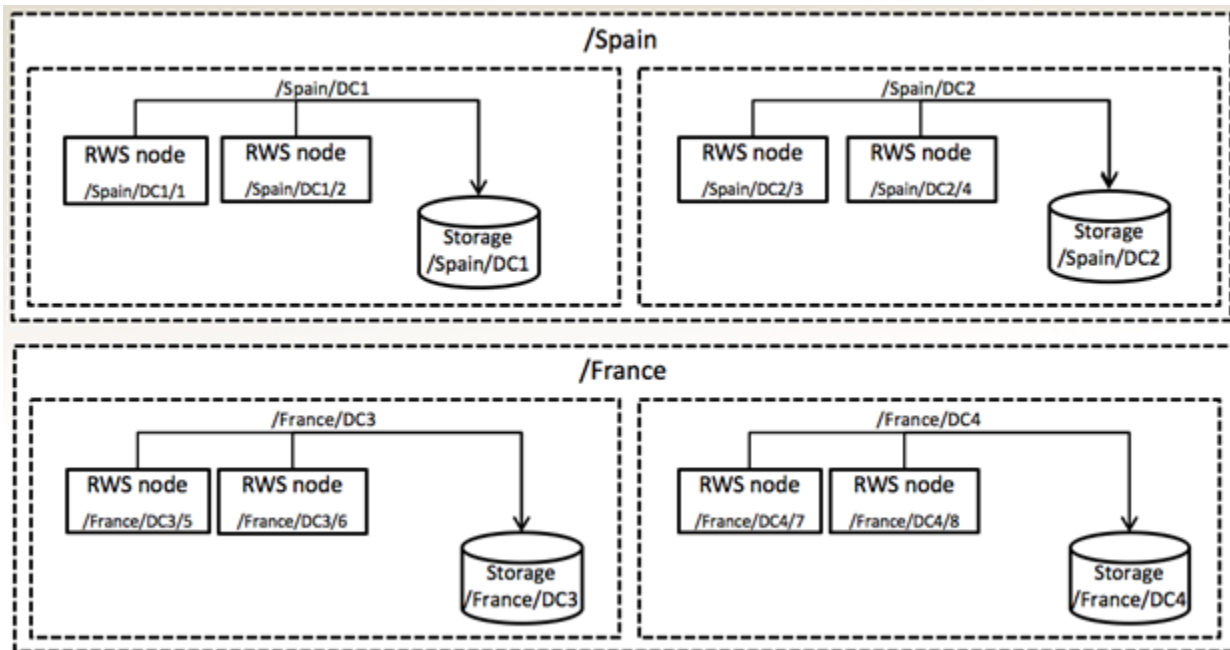 /Spain
/Spain/DC1
RWS node
/Spain/DC1/1
RWS node
/Spain/DC1/2
Storage
/Spain/DC1
/Spain/DC2
RWS node
/Spain/DC2/3
RWS node
/Spain/DC2/4
Storage
/Spain/DC2
/France
/France/DC3
RWS node
/France/DC3/5
RWS node
/France/DC3/6
Storage
/France/DC3
/France/DC4
RWS node
/France/DC4/7
RWS node
/France/DC4/8
Storage
/France/DC4